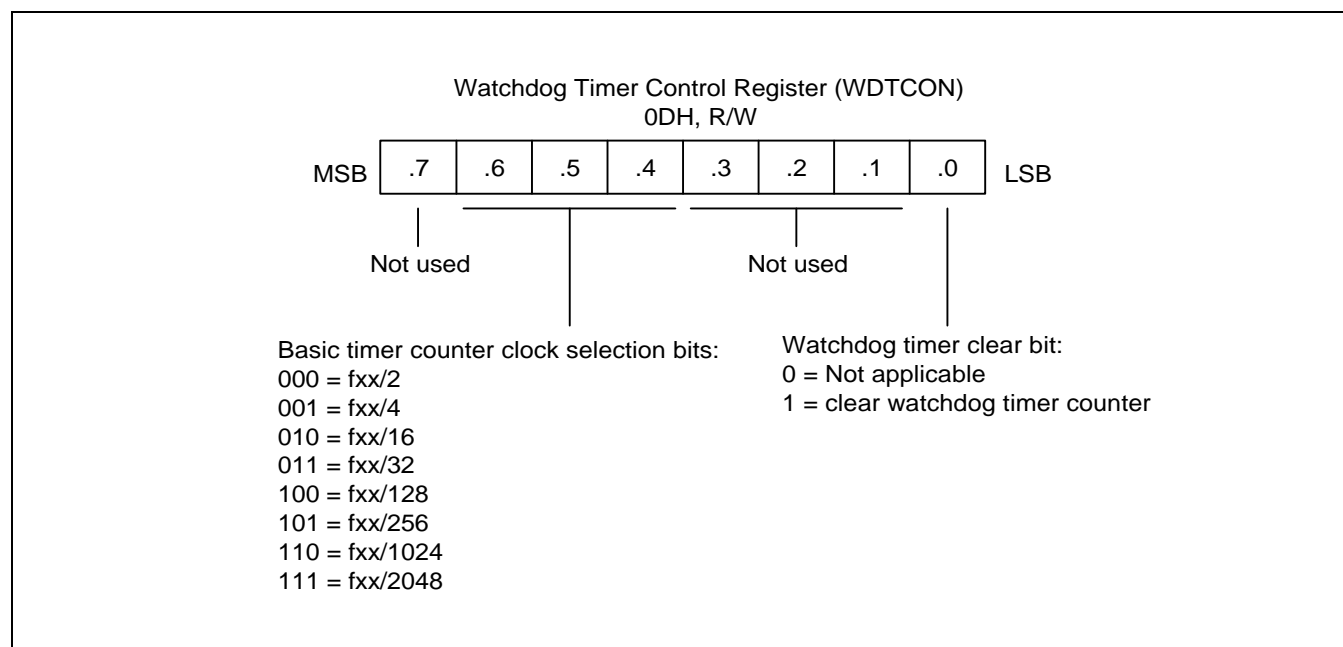 Watchdog Timer Control Register (WDTCON)
0DH, R/W
MSB .7 .6 .5 .4 .3 .2 .1 .0 LSB
Not used
Not used
Basic timer counter clock selection bits:
000 = fxx/2
001 = fxx/4
010 = fxx/16
011 = fxx/32
100 = fxx/128
101 = fxx/256
110 = fxx/1024
111 = fxx/2048
Watchdog timer clear bit:
0 = Not applicable
1 = clear watchdog timer counter